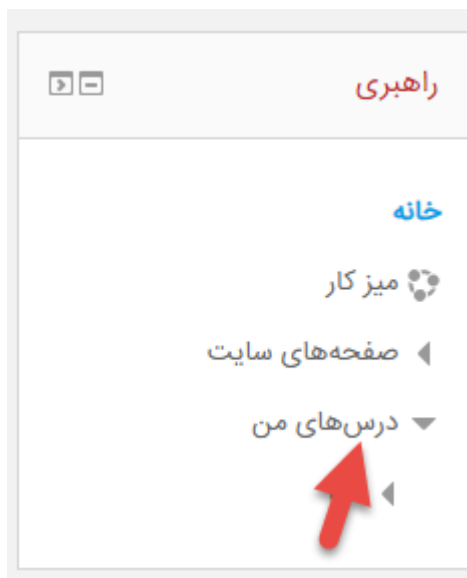 راهبری
خانه
میز کار
صفحه‌های سایت
درس‌های من